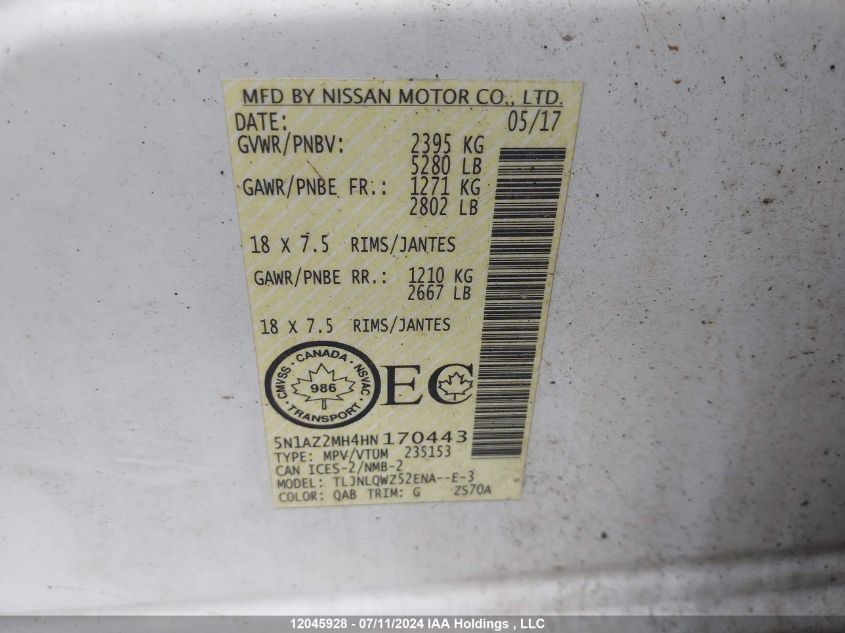 MFD BY NISSAN MOTOR CO., LTD.
DATE: 05/17
GVWR/PNBV: 2395 KG
5280 LB
GAWR/PNBE FR.: 1271 KG
2802 LB
18 X 7.5 RIMS/JANTES
GAWR/PNBE RR.: 1210 KG
2667 LB
18 X 7.5 RIMS/JANTES
CMVSS · CANADA · NSVAC
986
TRANSPORT
EC
5N1AZ2MH4HN170443
TYPE: MPV/VTUM 235153
CAN ICES-2/NMB-2
MODEL: TLJNLQWZ52ENA--E-3
COLOR: QAB TRIM: G ZS70A
12045928 - 07/11/2024 IAA Holdings , LLC